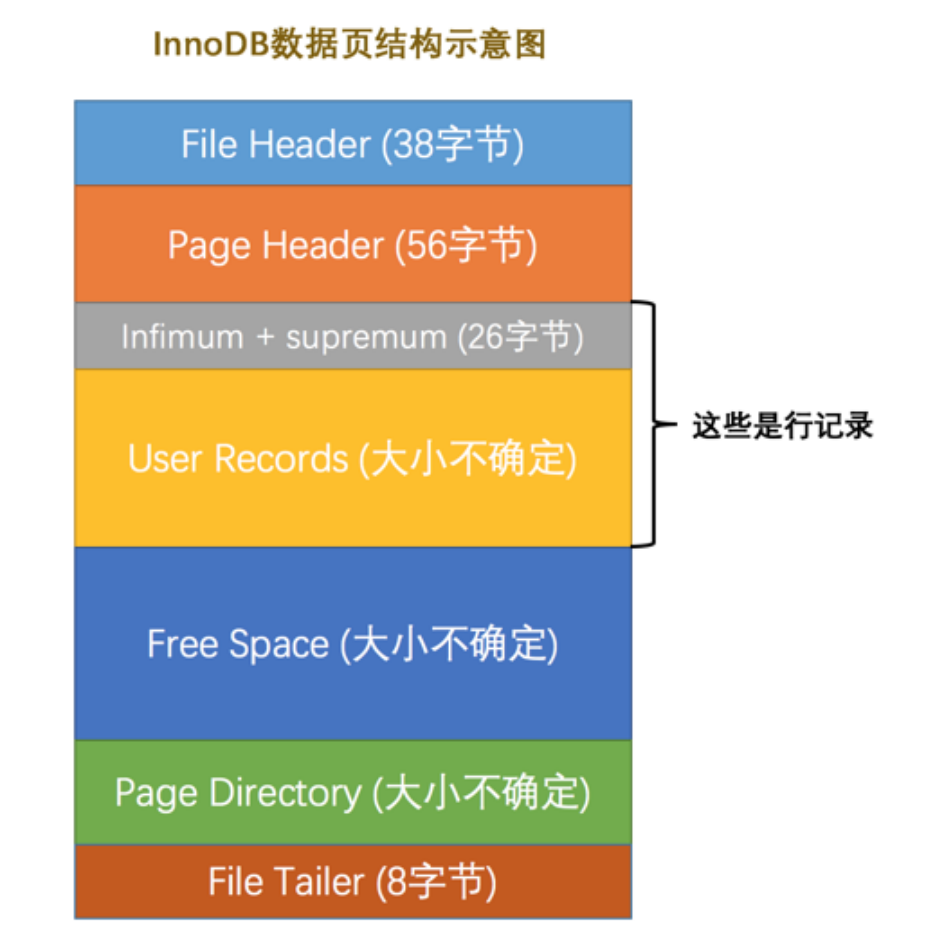 InnoDB数据页结构示意图
File Header (38字节)
Page Header (56字节)
Infimum + supremum (26字节)
User Records (大小不确定)
这些是行记录
Free Space (大小不确定)
Page Directory (大小不确定)
File Tailer (8字节)